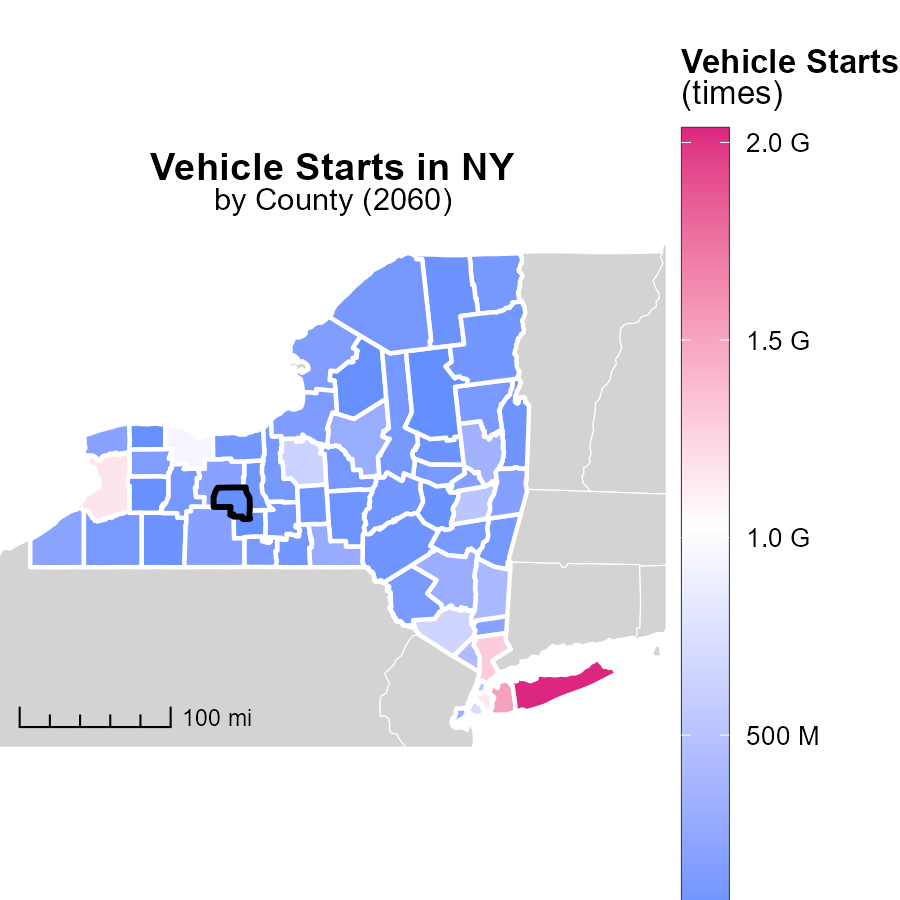 Vehicle Starts in NY
by County (2060)
Vehicle Starts
(times)
2.0 G
1.5 G
1.0 G
500 M
100 mi